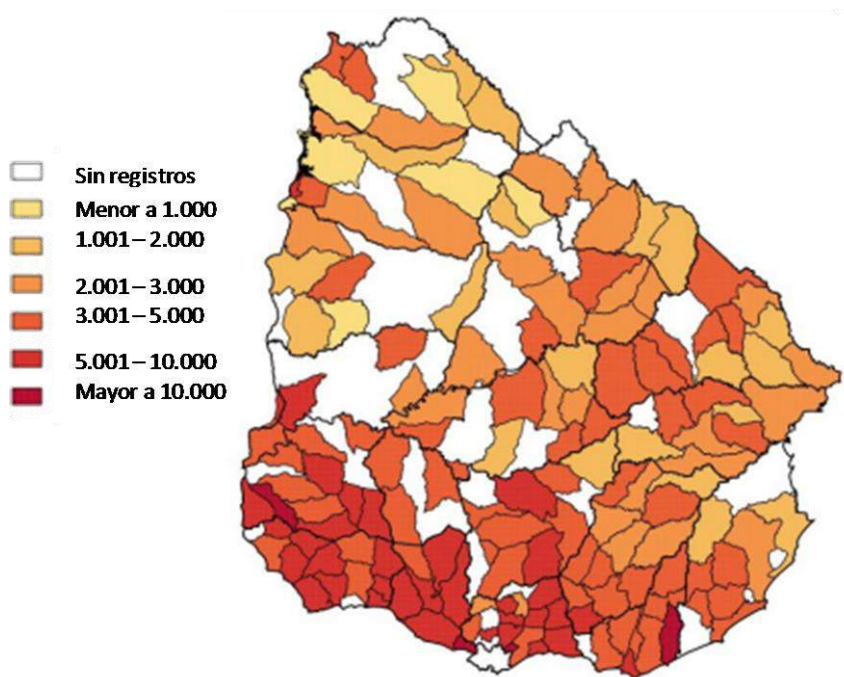 Sin registros
Menor a 1.000
1.001 – 2.000
2.001 – 3.000
3.001 – 5.000
5.001 – 10.000
Mayor a 10.000